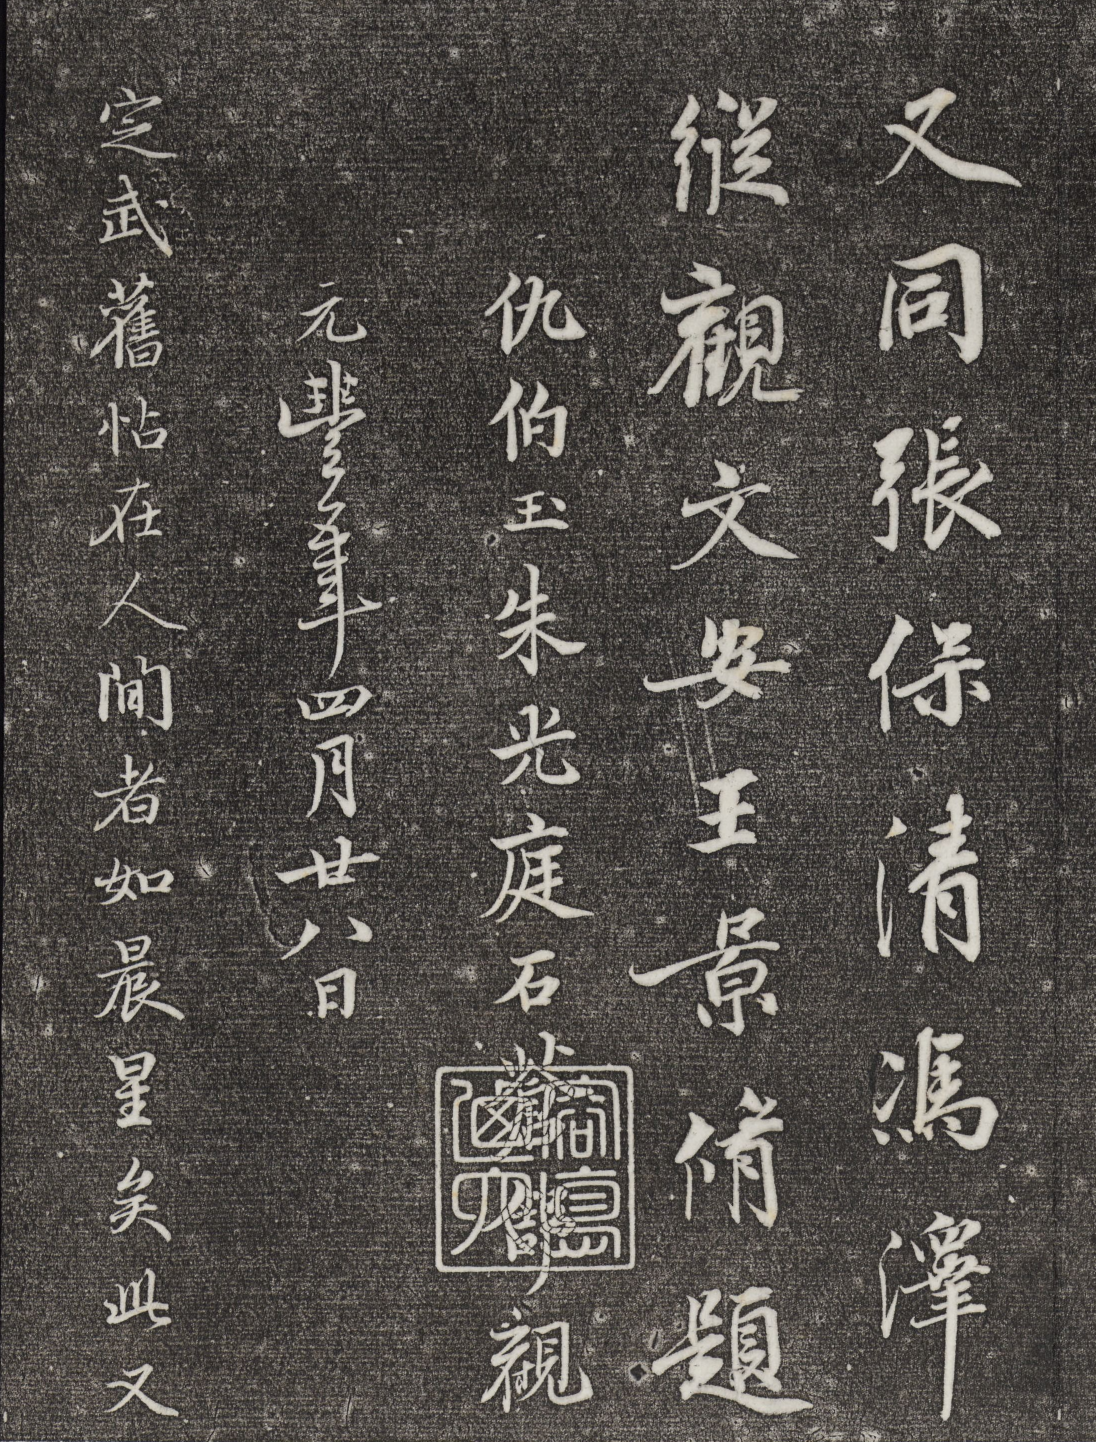 又同張保清馮澤
縱觀文安王景脩題
仇伯玉朱光庭石蒼舒觀
元豐四年四月廿八日
定武舊帖在人間者如晨星矣此又